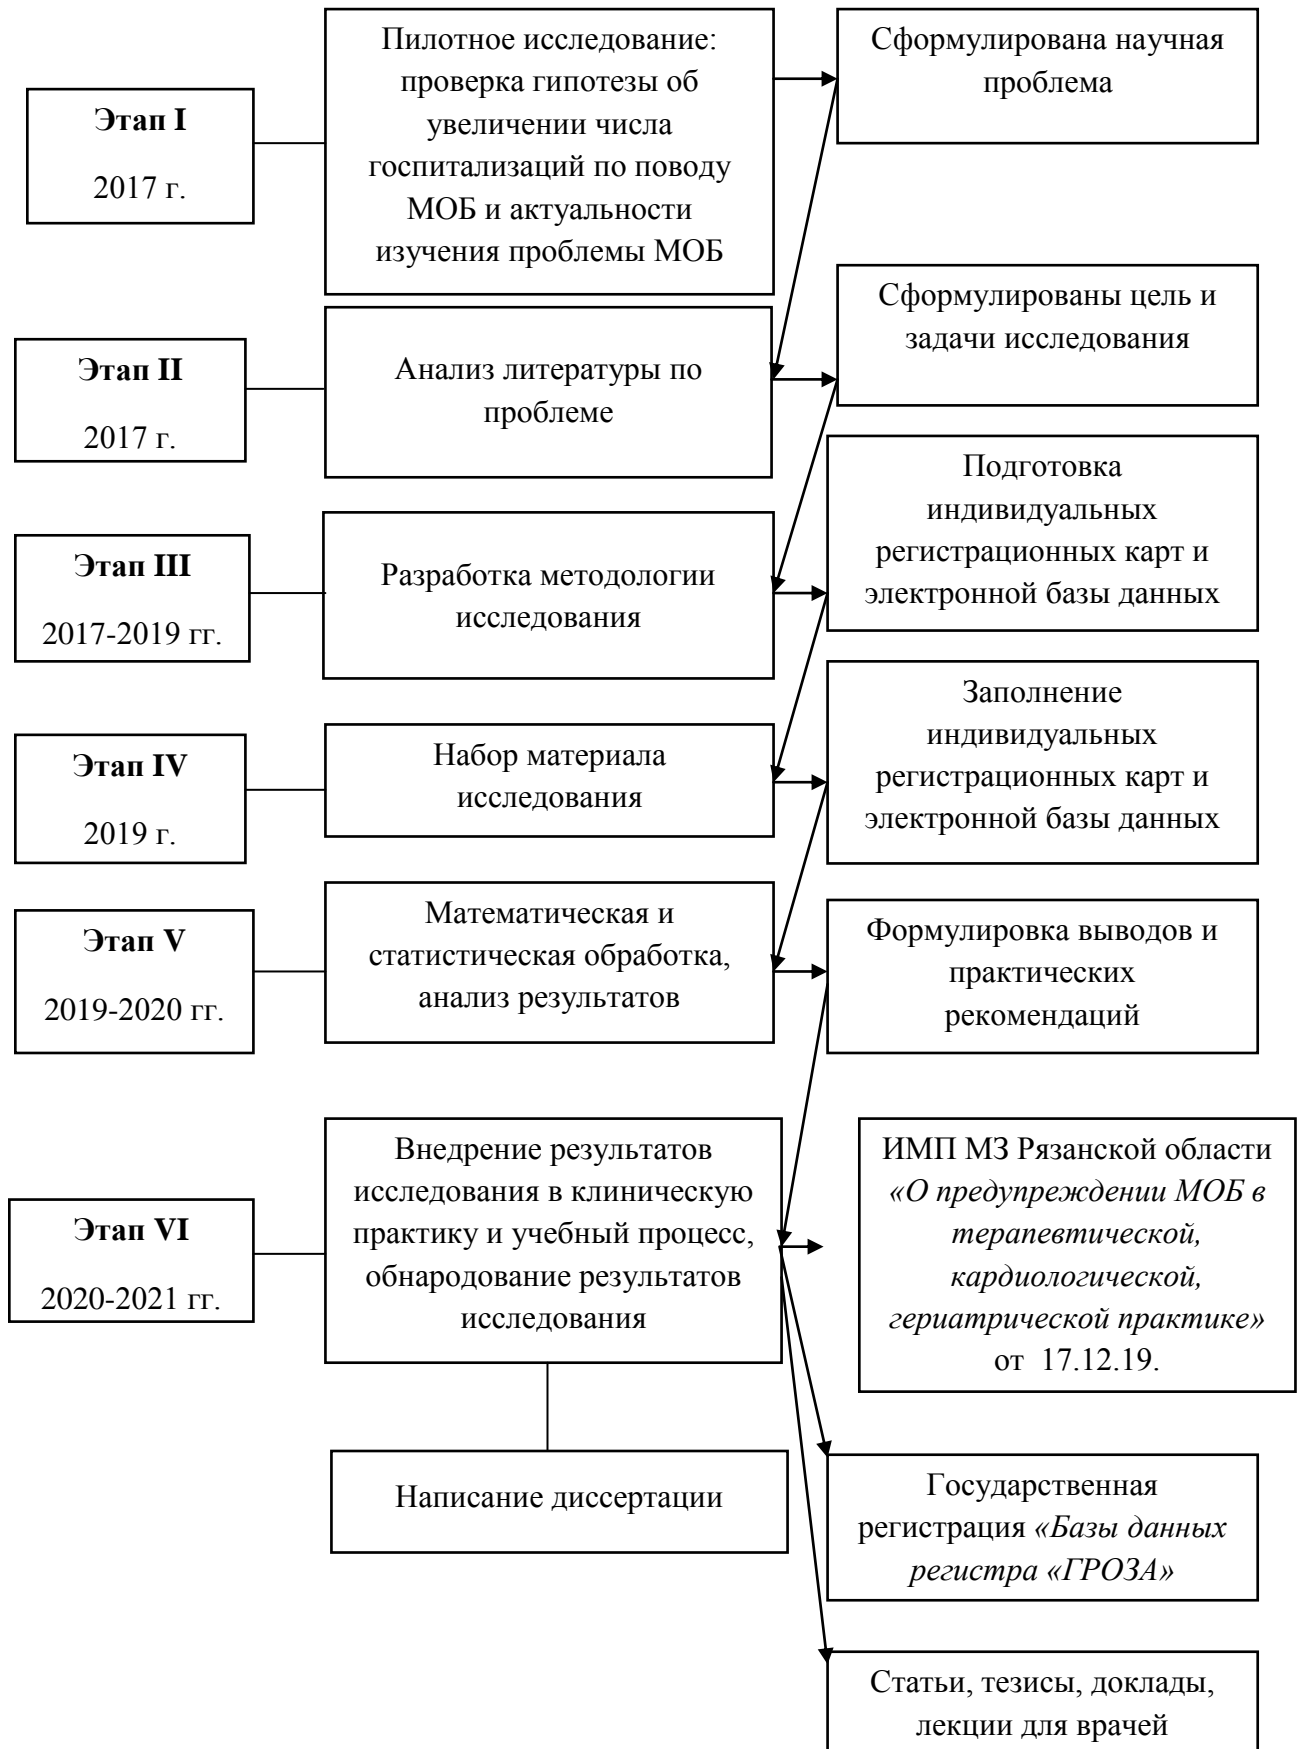 Этап I
2017 г.
Пилотное исследование:
проверка гипотезы об
увеличении числа
госпитализаций по поводу
МОБ и актуальности
изучения проблемы МОБ
Сформулирована научная
проблема
Этап II
2017 г.
Анализ литературы по
проблеме
Сформулированы цель и
задачи исследования
Этап III
2017-2019 гг.
Разработка методологии
исследования
Подготовка
индивидуальных
регистрационных карт и
электронной базы данных
Этап IV
2019 г.
Набор материала
исследования
Заполнение
индивидуальных
регистрационных карт и
электронной базы данных
Этап V
2019-2020 гг.
Математическая и
статистическая обработка,
анализ результатов
Формулировка выводов и
практических
рекомендаций
Этап VI
2020-2021 гг.
Внедрение результатов
исследования в клиническую
практику и учебный процесс,
обнародование результатов
исследования
ИМП МЗ Рязанской области
«О предупреждении МОБ в
терапевтической,
кардиологической,
гериатрической практике»
от 17.12.19.
Написание диссертации
Государственная
регистрация «Базы данных
регистра «ГРОЗА»
Статьи, тезисы, доклады,
лекции для врачей